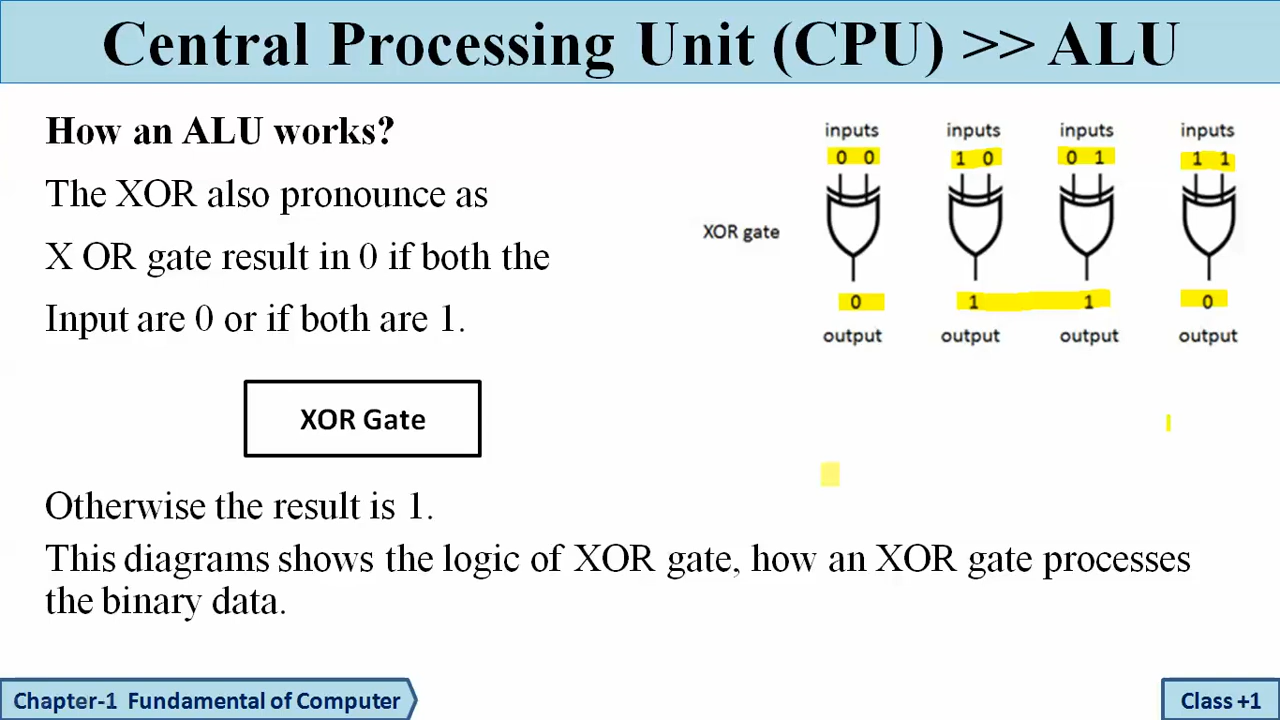 Central Processing Unit (CPU) >> ALU
How an ALU works?
The XOR also pronounce as
X OR gate result in 0 if both the
Input are 0 or if both are 1.
XOR Gate
Otherwise the result is 1.
This diagrams shows the logic of XOR gate, how an XOR gate processes
the binary data.
inputs inputs inputs inputs
0 0 1 0 0 1 1 1
XOR gate
0 1 1 0
output output output output
Chapter-1 Fundamental of Computer
Class +1